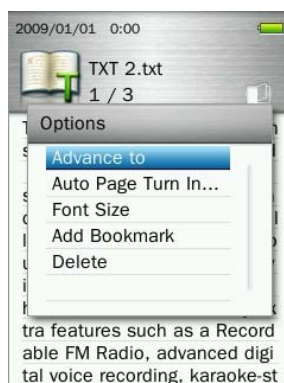 2009/01/01 0:00
TXT 2.txt
1 / 3
Options
Advance to
Auto Page Turn In...
Font Size
Add Bookmark
Delete
tra features such as a Record
able FM Radio, advanced digi
tal voice recording, karaoke-st